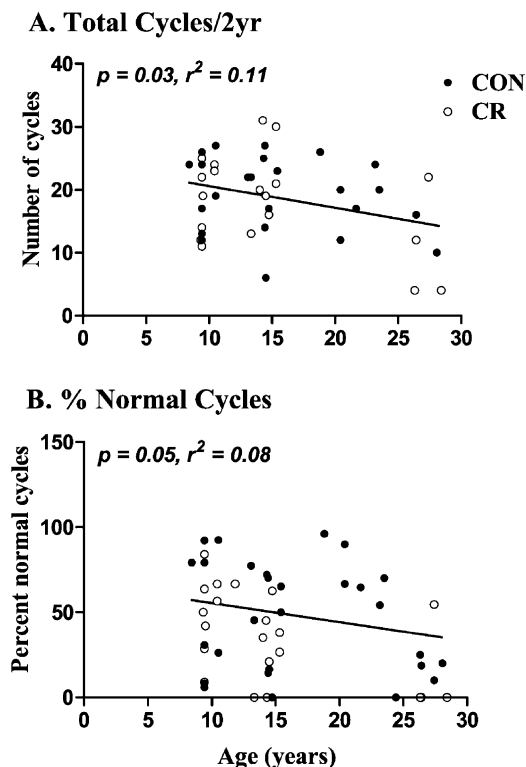 A. Total Cycles/2yr
p = 0.03, r² = 0.11
CON
CR
Number of cycles
40
30
20
10
0
0 5 10 15 20 25 30
B. % Normal Cycles
p = 0.05, r² = 0.08
Percent normal cycles
150
100
50
0
0 5 10 15 20 25 30
Age (years)